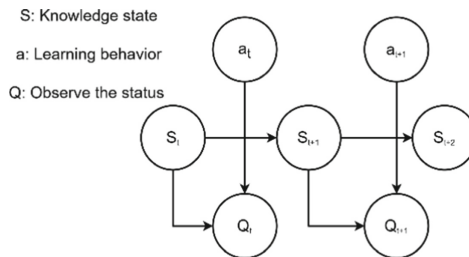 S: Knowledge state
a: Learning behavior
Q: Observe the status
a_t
a_t+1
S_t
S_t+1
S_t+2
Q_t
Q_t+1